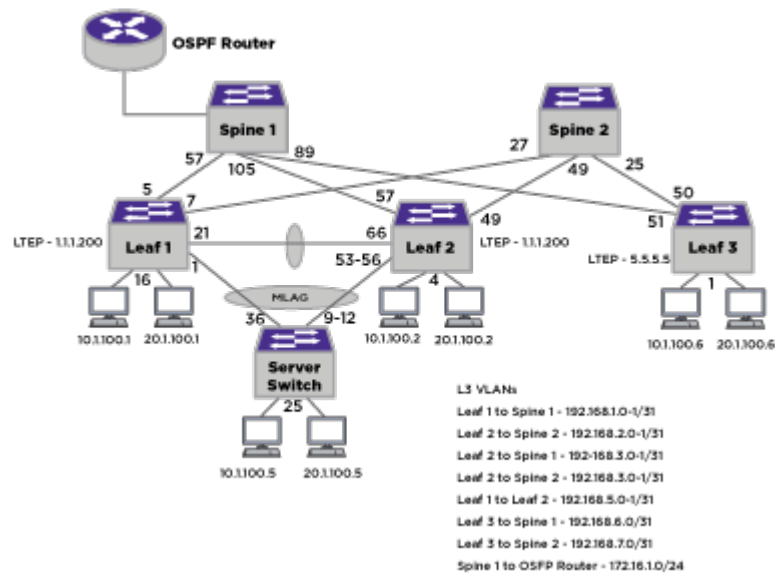 OSPF Router
Spine 1
Spine 2
57
105
89
27
49
25
5
7
57
49
50
51
LTEP - 1.1.1.200
Leaf 1
21
66
Leaf 2
LTEP - 1.1.1.200
Leaf 3
LTEP - 5.5.5.5
16
1
53-56
4
1
MLAG
10.1.100.1
20.1.100.1
36
9-12
10.1.100.2
20.1.100.2
10.1.100.6
20.1.100.6
Server
Switch
25
10.1.100.5
20.1.100.5
L3 VLANs
Leaf 1 to Spine 1 - 192.168.1.0-1/31
Leaf 2 to Spine 2 - 192.168.2.0-1/31
Leaf 2 to Spine 1 - 192-168.3.0-1/31
Leaf 2 to Spine 2 - 192.168.3.0-1/31
Leaf 1 to Leaf 2 - 192.168.5.0-1/31
Leaf 3 to Spine 1 - 192.168.6.0/31
Leaf 3 to Spine 2 - 192.168.7.0/31
Spine 1 to OSFP Router - 172.16.1.0/24